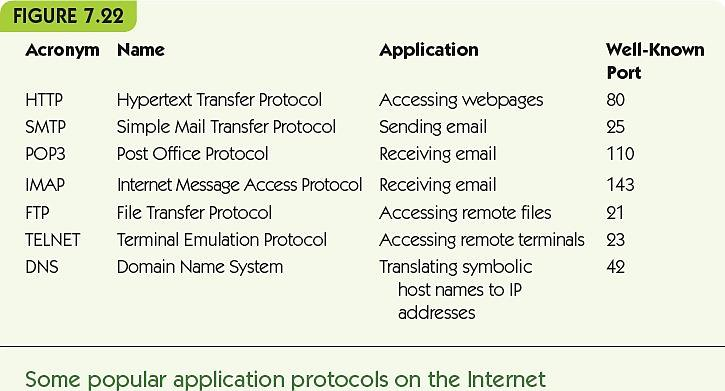 FIGURE 7.22
Acronym Name Application Well-Known
Port
HTTP Hypertext Transfer Protocol Accessing webpages 80
SMTP Simple Mail Transfer Protocol Sending email 25
POP3 Post Office Protocol Receiving email 110
IMAP Internet Message Access Protocol Receiving email 143
FTP File Transfer Protocol Accessing remote files 21
TELNET Terminal Emulation Protocol Accessing remote terminals 23
DNS Domain Name System Translating symbolic 42
host names to IP
addresses
Some popular application protocols on the Internet